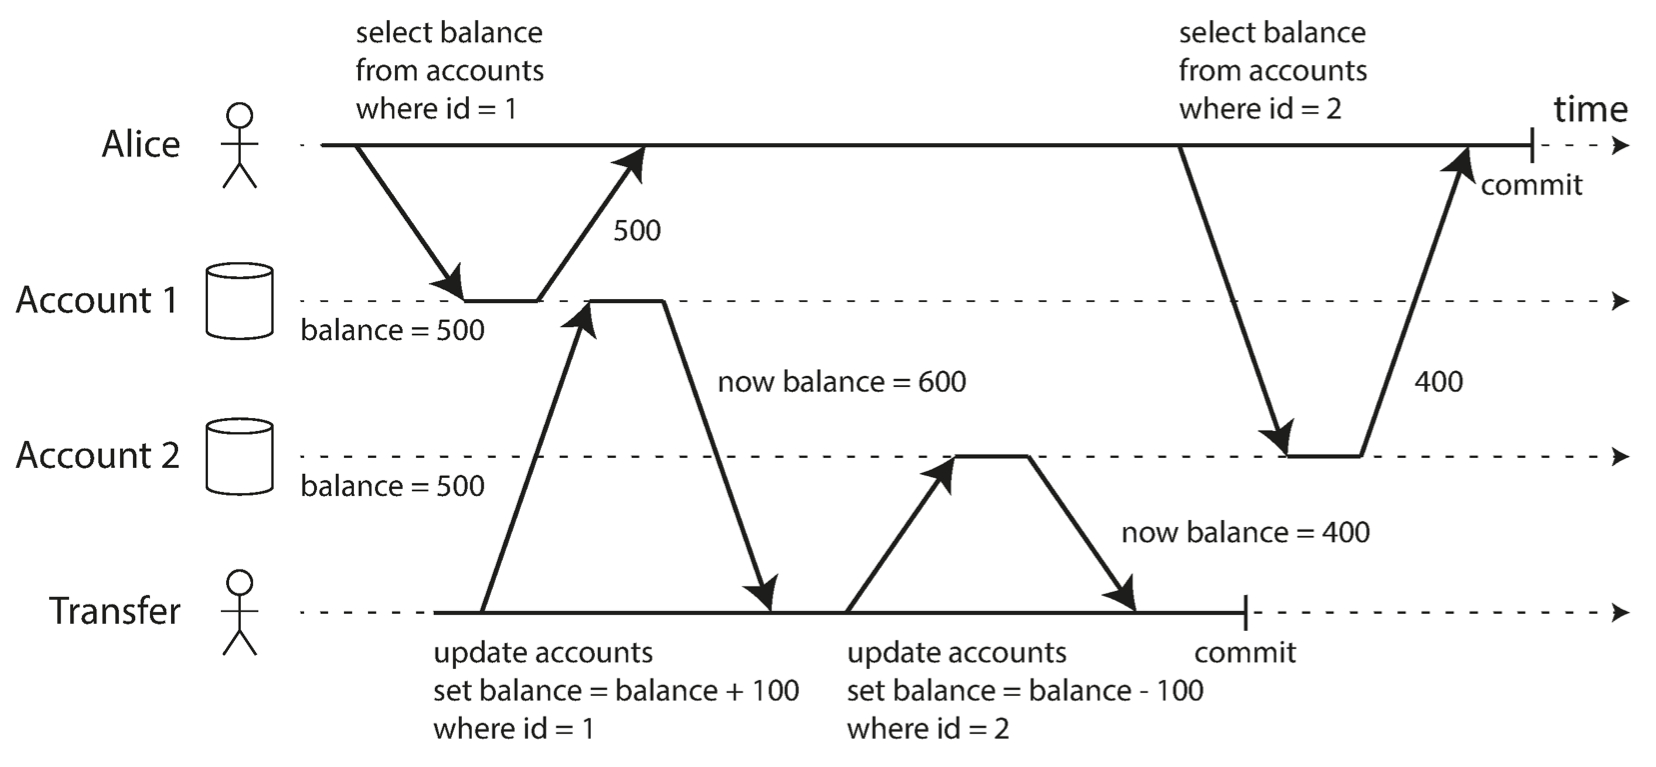 select balance
from accounts
where id = 1
select balance
from accounts
where id = 2
time
Alice
commit
500
Account 1
balance = 500
now balance = 600
400
Account 2
balance = 500
now balance = 400
Transfer
update accounts
set balance = balance + 100
where id = 1
update accounts
set balance = balance - 100
where id = 2
commit